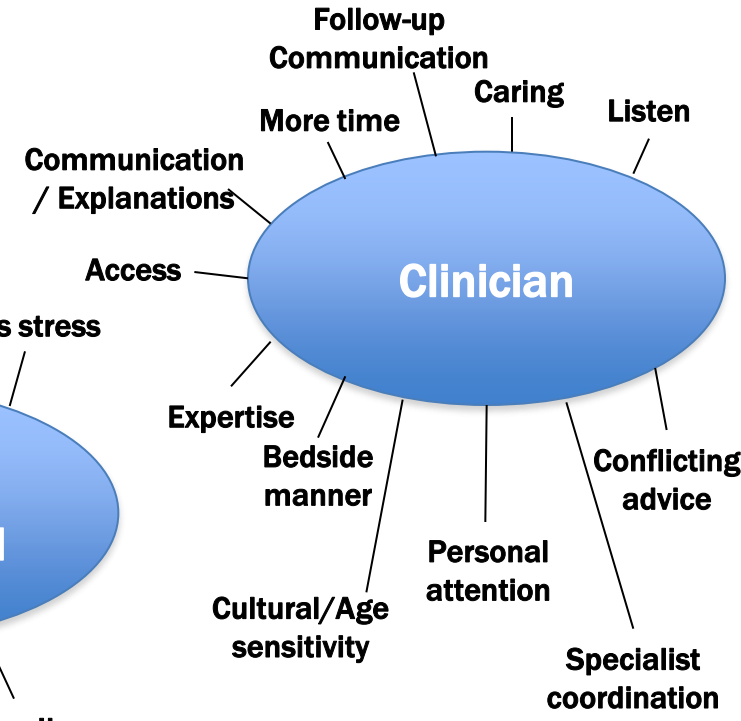 Follow-up
Communication
Caring
Listen
More time
Communication
/ Explanations
Access
Clinician
s stress
Expertise
Bedside
manner
Conflicting
advice
Personal
attention
Cultural/Age
sensitivity
Specialist
coordination